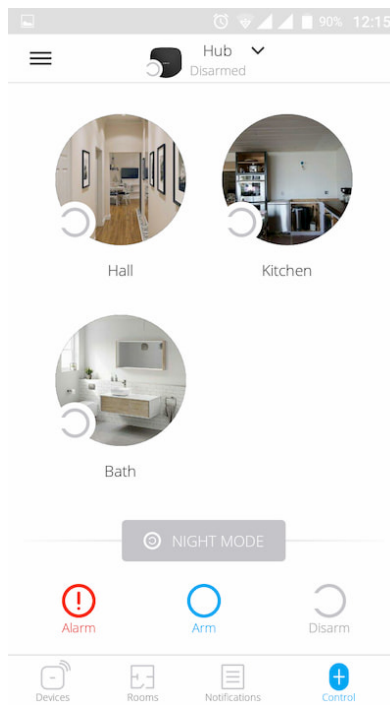 90% 12:15
Hub
Disarmed
Hall
Kitchen
Bath
NIGHT MODE
Alarm
Arm
Disarm
Devices
Rooms
Notifications
Control